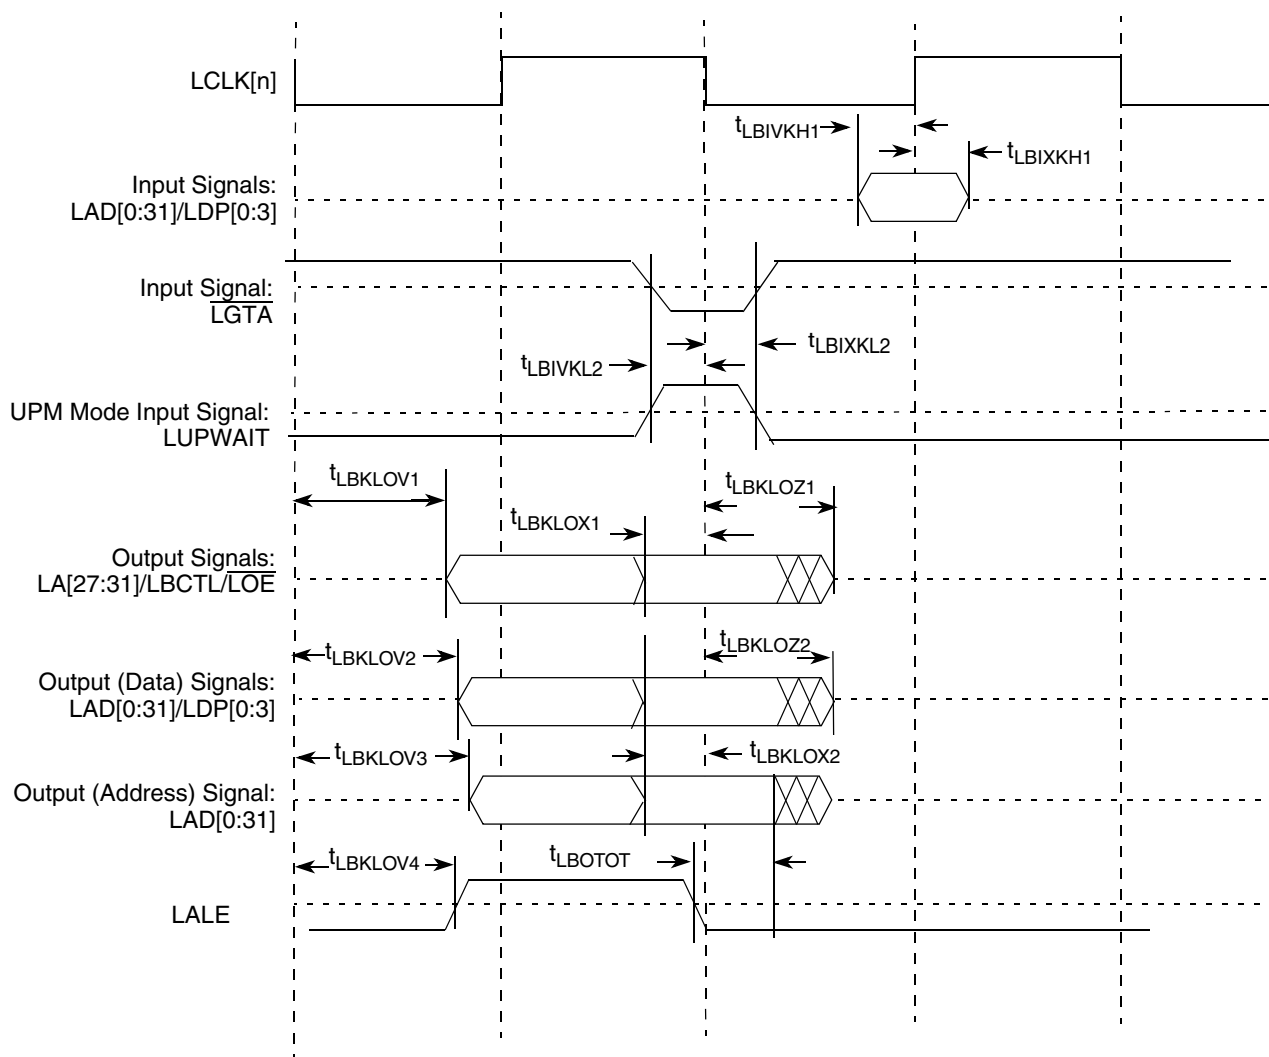 LCLK[n]
tLBIVKH1
tLBIXKH1
Input Signals:
LAD[0:31]/LDP[0:3]
Input Signal:
LGTA
tLBIXKL2
tLBIVKL2
UPM Mode Input Signal:
LUPWAIT
tLBKLOV1
tLBKLOZ1
tLBKLOX1
Output Signals:
LA[27:31]/LBCTL/LOE
tLBKLOV2
tLBKLOZ2
Output (Data) Signals:
LAD[0:31]/LDP[0:3]
tLBKLOV3
tLBKLOX2
Output (Address) Signal:
LAD[0:31]
tLBKLOV4
tLBOTOT
LALE